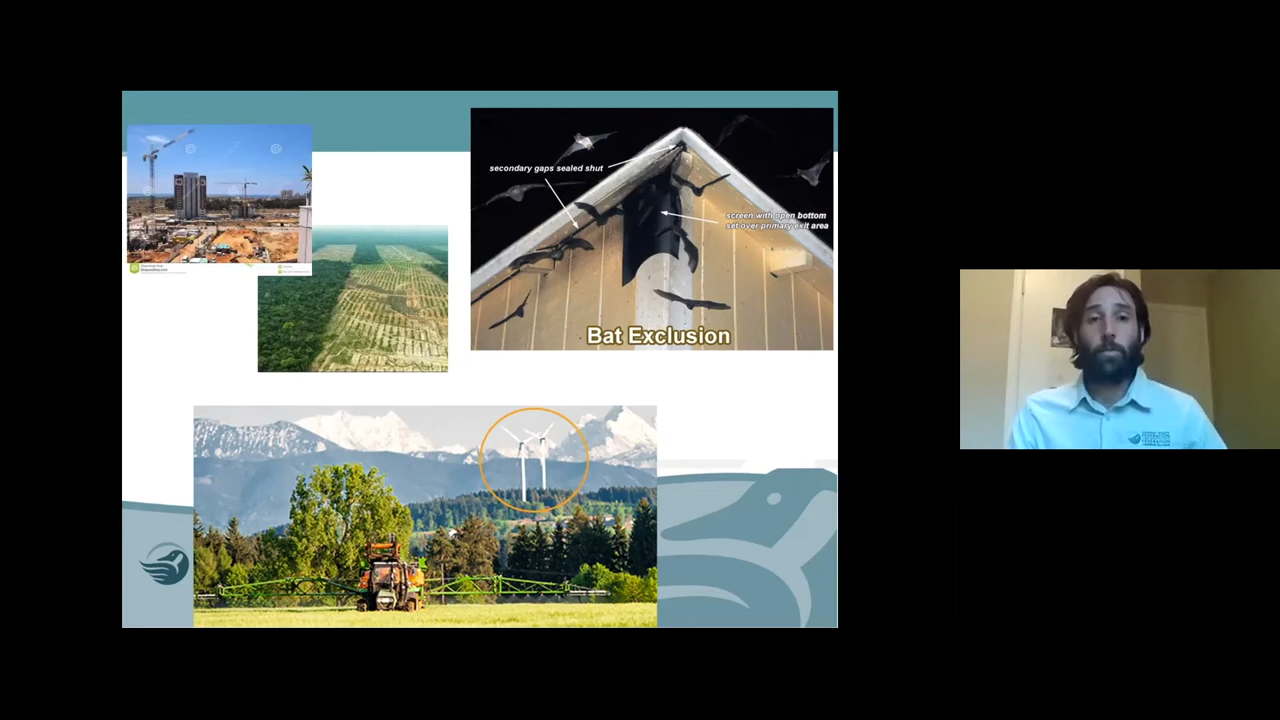 secondary gaps sealed shut
screen with open bottom
set over primary exit area
Bat Exclusion